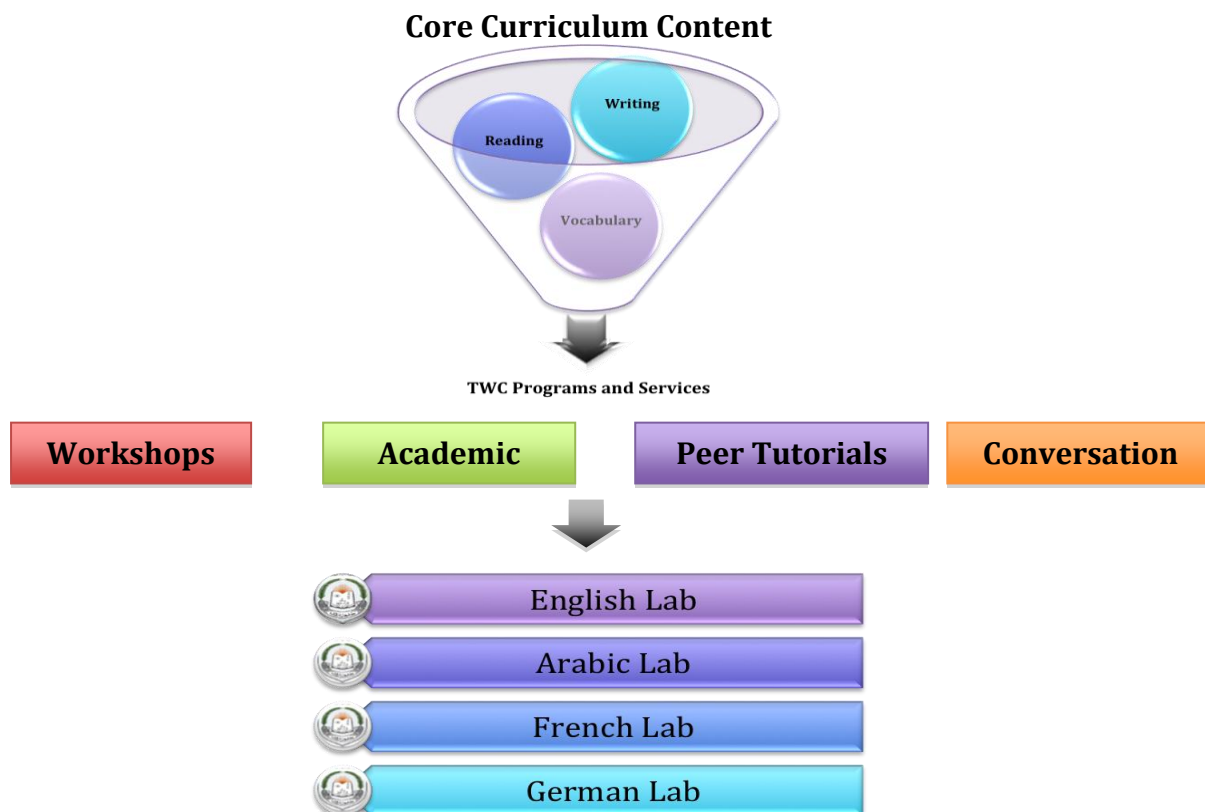 Core Curriculum Content
Writing
Reading
Vocabulary
TWC Programs and Services
Workshops
Academic
Peer Tutorials
Conversation
English Lab
Arabic Lab
French Lab
German Lab